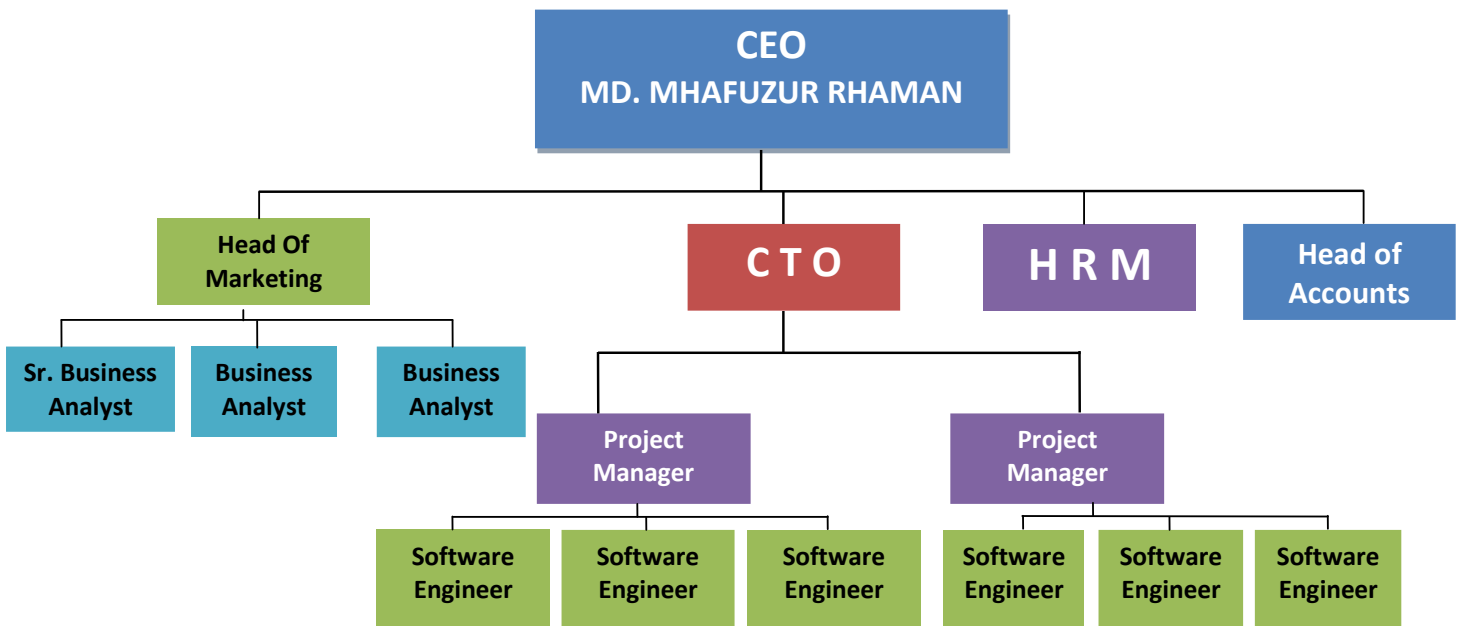 CEO
MD. MHAFUZUR RHAMAN
Head Of
Marketing
C T O
H R M
Head of
Accounts
Sr. Business
Analyst
Business
Analyst
Business
Analyst
Project
Manager
Project
Manager
Software
Engineer
Software
Engineer
Software
Engineer
Software
Engineer
Software
Engineer
Software
Engineer